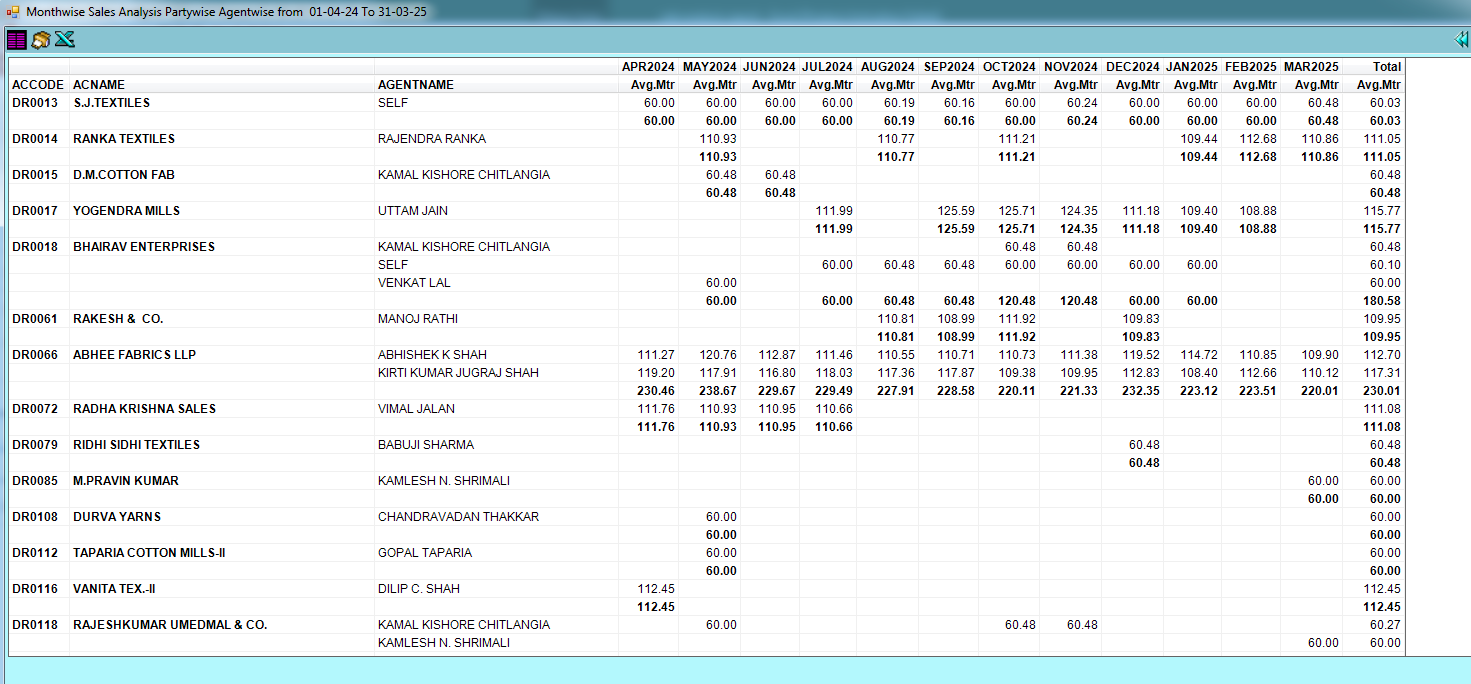 Monthwise Sales Analysis Partywise Agentwise from 01-04-24 To 31-03-25
APR2024 MAY2024 JUN2024 JUL2024 AUG2024 SEP2024 OCT2024 NOV2024 DEC2024 JAN2025 FEB2025 MAR2025 Total
ACCODE ACNAME AGENTNAME Avg.Mtr Avg.Mtr Avg.Mtr Avg.Mtr Avg.Mtr Avg.Mtr Avg.Mtr Avg.Mtr Avg.Mtr Avg.Mtr Avg.Mtr Avg.Mtr Avg.Mtr
DR0013 S.J.TEXTILES SELF 60.00 60.00 60.00 60.00 60.19 60.16 60.00 60.24 60.00 60.00 60.00 60.48 60.03
60.00 60.00 60.00 60.00 60.19 60.16 60.00 60.24 60.00 60.00 60.00 60.48 60.03
DR0014 RANKA TEXTILES RAJENDRA RANKA 110.93 110.77 111.21 109.44 112.68 110.86 111.05
110.93 110.77 111.21 109.44 112.68 110.86 111.05
DR0015 D.M.COTTON FAB KAMAL KISHORE CHITLANGIA 60.48 60.48 60.48
60.48 60.48 60.48
DR0017 YOGENDRA MILLS UTTAM JAIN 111.99 125.59 125.71 124.35 111.18 109.40 108.88 115.77
111.99 125.59 125.71 124.35 111.18 109.40 108.88 115.77
DR0018 BHAIRAV ENTERPRISES KAMAL KISHORE CHITLANGIA 60.48 60.48 60.48
SELF 60.00 60.48 60.48 60.00 60.00 60.00 60.00 60.10
VENKAT LAL 60.00 60.00
60.00 60.00 60.48 60.48 120.48 120.48 60.00 60.00 180.58
DR0061 RAKESH & CO. MANOJ RATHI 110.81 108.99 111.92 109.83 109.95
110.81 108.99 111.92 109.83 109.95
DR0066 ABHEE FABRICS LLP ABHISHEK K SHAH 111.27 120.76 112.87 111.46 110.55 110.71 110.73 111.38 119.52 114.72 110.85 109.90 112.70
KIRTI KUMAR JUGRAJ SHAH 119.20 117.91 116.80 118.03 117.36 117.87 109.38 109.95 112.83 108.40 112.66 110.12 117.31
230.46 238.67 229.67 229.49 227.91 228.58 220.11 221.33 232.35 223.12 223.51 220.01 230.01
DR0072 RADHA KRISHNA SALES VIMAL JALAN 111.76 110.93 110.95 110.66 111.08
111.76 110.93 110.95 110.66 111.08
DR0079 RIDHI SIDHI TEXTILES BABUJI SHARMA 60.48 60.48
60.48 60.48
DR0085 M.PRAVIN KUMAR KAMLESH N. SHRIMALI 60.00 60.00
60.00 60.00
DR0108 DURVA YARNS CHANDRAVADAN THAKKAR 60.00 60.00
60.00 60.00
DR0112 TAPARIA COTTON MILLS-II GOPAL TAPARIA 60.00 60.00
60.00 60.00
DR0116 VANITA TEX.-II DILIP C. SHAH 112.45 112.45
112.45 112.45
DR0118 RAJESHKUMAR UMEDMAL & CO. KAMAL KISHORE CHITLANGIA 60.00 60.48 60.48 60.27
KAMLESH N. SHRIMALI 60.00 60.00